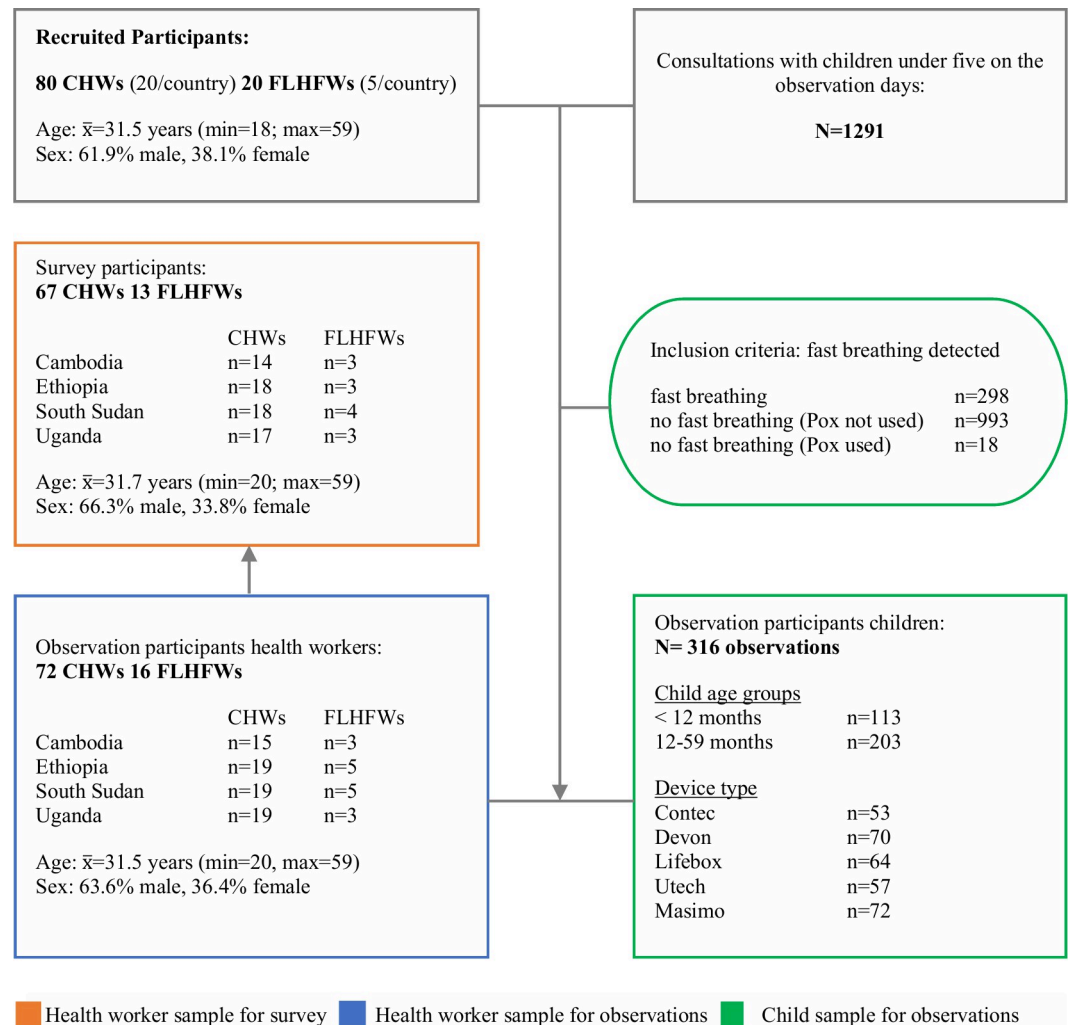 Recruited Participants:
80 CHWs (20/country) 20 FLHFWs (5/country)
Age: x̅=31.5 years (min=18; max=59)
Sex: 61.9% male, 38.1% female
Consultations with children under five on the
observation days:
N=1291
Survey participants:
67 CHWs 13 FLHFWs
CHWs FLHFWs
Cambodia n=14 n=3
Ethiopia n=18 n=3
South Sudan n=18 n=4
Uganda n=17 n=3
Age: x̅=31.7 years (min=20; max=59)
Sex: 66.3% male, 33.8% female
Inclusion criteria: fast breathing detected
fast breathing n=298
no fast breathing (Pox not used) n=993
no fast breathing (Pox used) n=18
Observation participants health workers:
72 CHWs 16 FLHFWs
CHWs FLHFWs
Cambodia n=15 n=3
Ethiopia n=19 n=5
South Sudan n=19 n=5
Uganda n=19 n=3
Age: x̅=31.5 years (min=20, max=59)
Sex: 63.6% male, 36.4% female
Observation participants children:
N= 316 observations
Child age groups
< 12 months n=113
12-59 months n=203
Device type
Contec n=53
Devon n=70
Lifebox n=64
Utech n=57
Masimo n=72
Health worker sample for survey Health worker sample for observations Child sample for observations